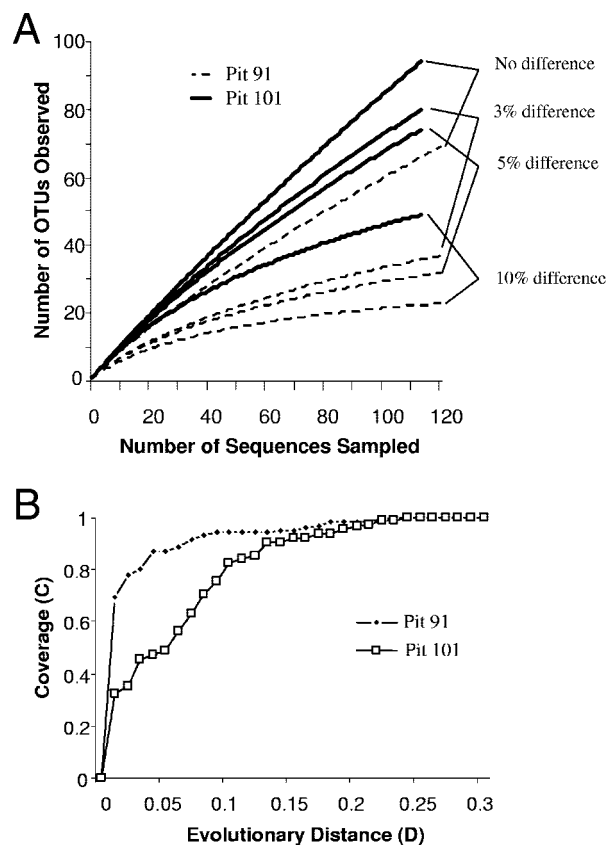 A
Number of OTUs Observed
100
80
60
40
20
0
Pit 91
Pit 101
No difference
3% difference
5% difference
10% difference
0 20 40 60 80 100 120
Number of Sequences Sampled
B
Coverage (C)
1
0.8
0.6
0.4
0.2
0
Pit 91
Pit 101
0 0.05 0.1 0.15 0.2 0.25 0.3
Evolutionary Distance (D)